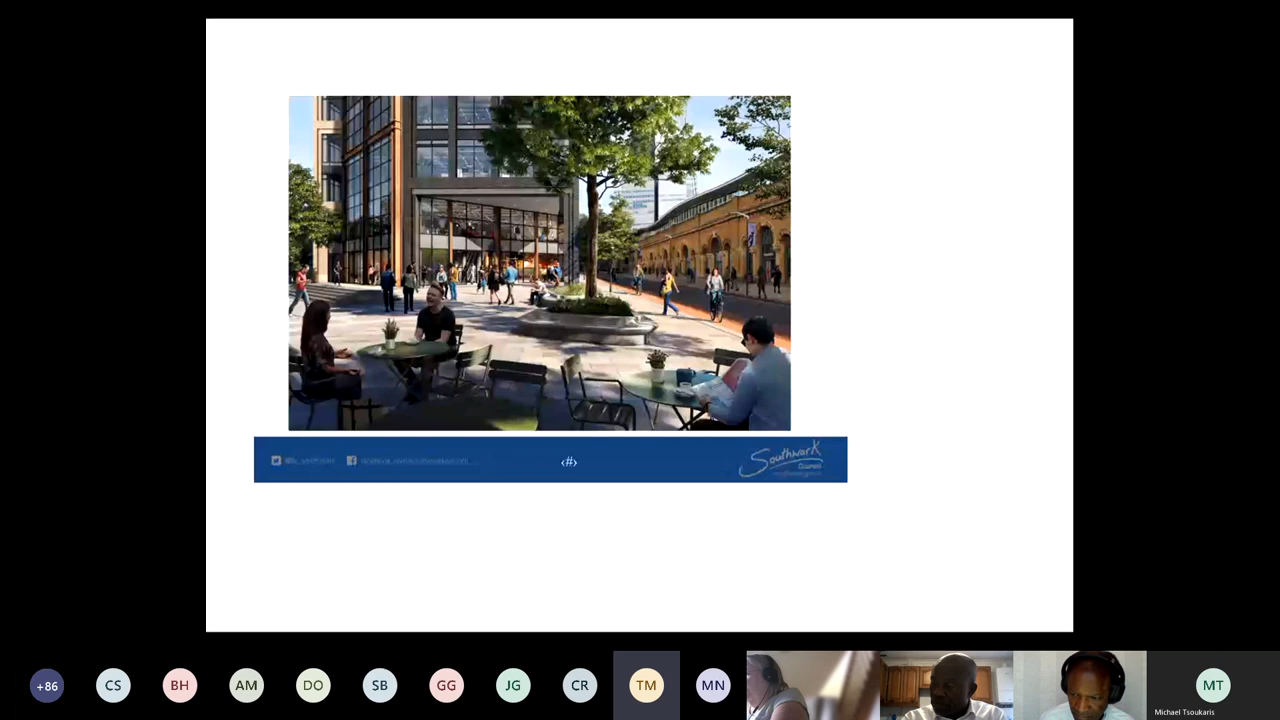 ‹#›
Southwark
Council
+86
CS
BH
AM
DO
SB
GG
JG
CR
TM
MN
MT
Michael Tsoukaris